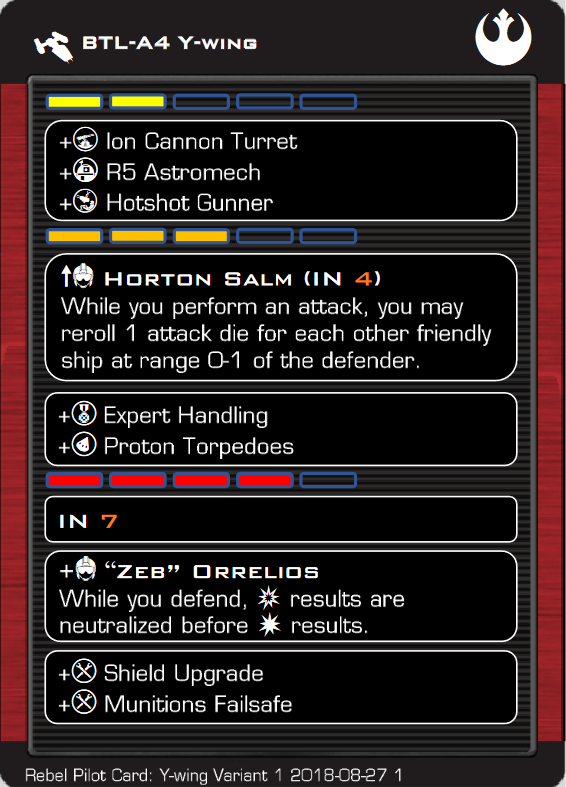 BTL-A4 Y-WING
+ Ion Cannon Turret
+ R5 Astromech
+ Hotshot Gunner
HORTON SALM (IN 4)
While you perform an attack, you may
reroll 1 attack die for each other friendly
ship at range 0-1 of the defender.
+ Expert Handling
+ Proton Torpedoes
IN 7
+ “ZEB” ORRELIOS
While you defend, results are
neutralized before results.
+ Shield Upgrade
+ Munitions Failsafe
Rebel Pilot Card: Y-wing Variant 1 2018-08-27 1